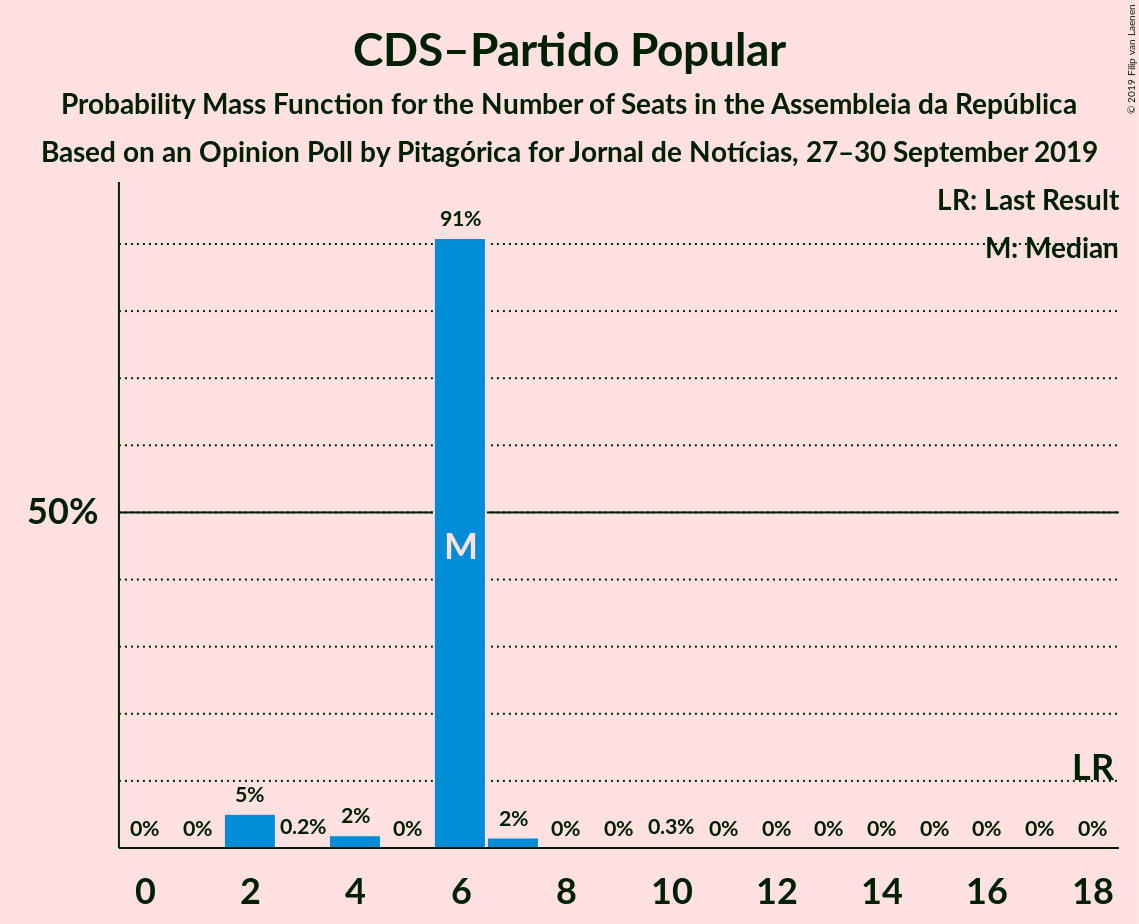 CDS–Partido Popular
Probability Mass Function for the Number of Seats in the Assembleia da República
Based on an Opinion Poll by Pitagórica for Jornal de Notícias, 27–30 September 2019
© 2019 Filip van Laenen
LR: Last Result
M: Median
91%
50%
M
LR
5%
0% 0% 0.2% 2% 0% 2% 0% 0% 0.3% 0% 0% 0% 0% 0% 0% 0% 0%
0 2 4 6 8 10 12 14 16 18